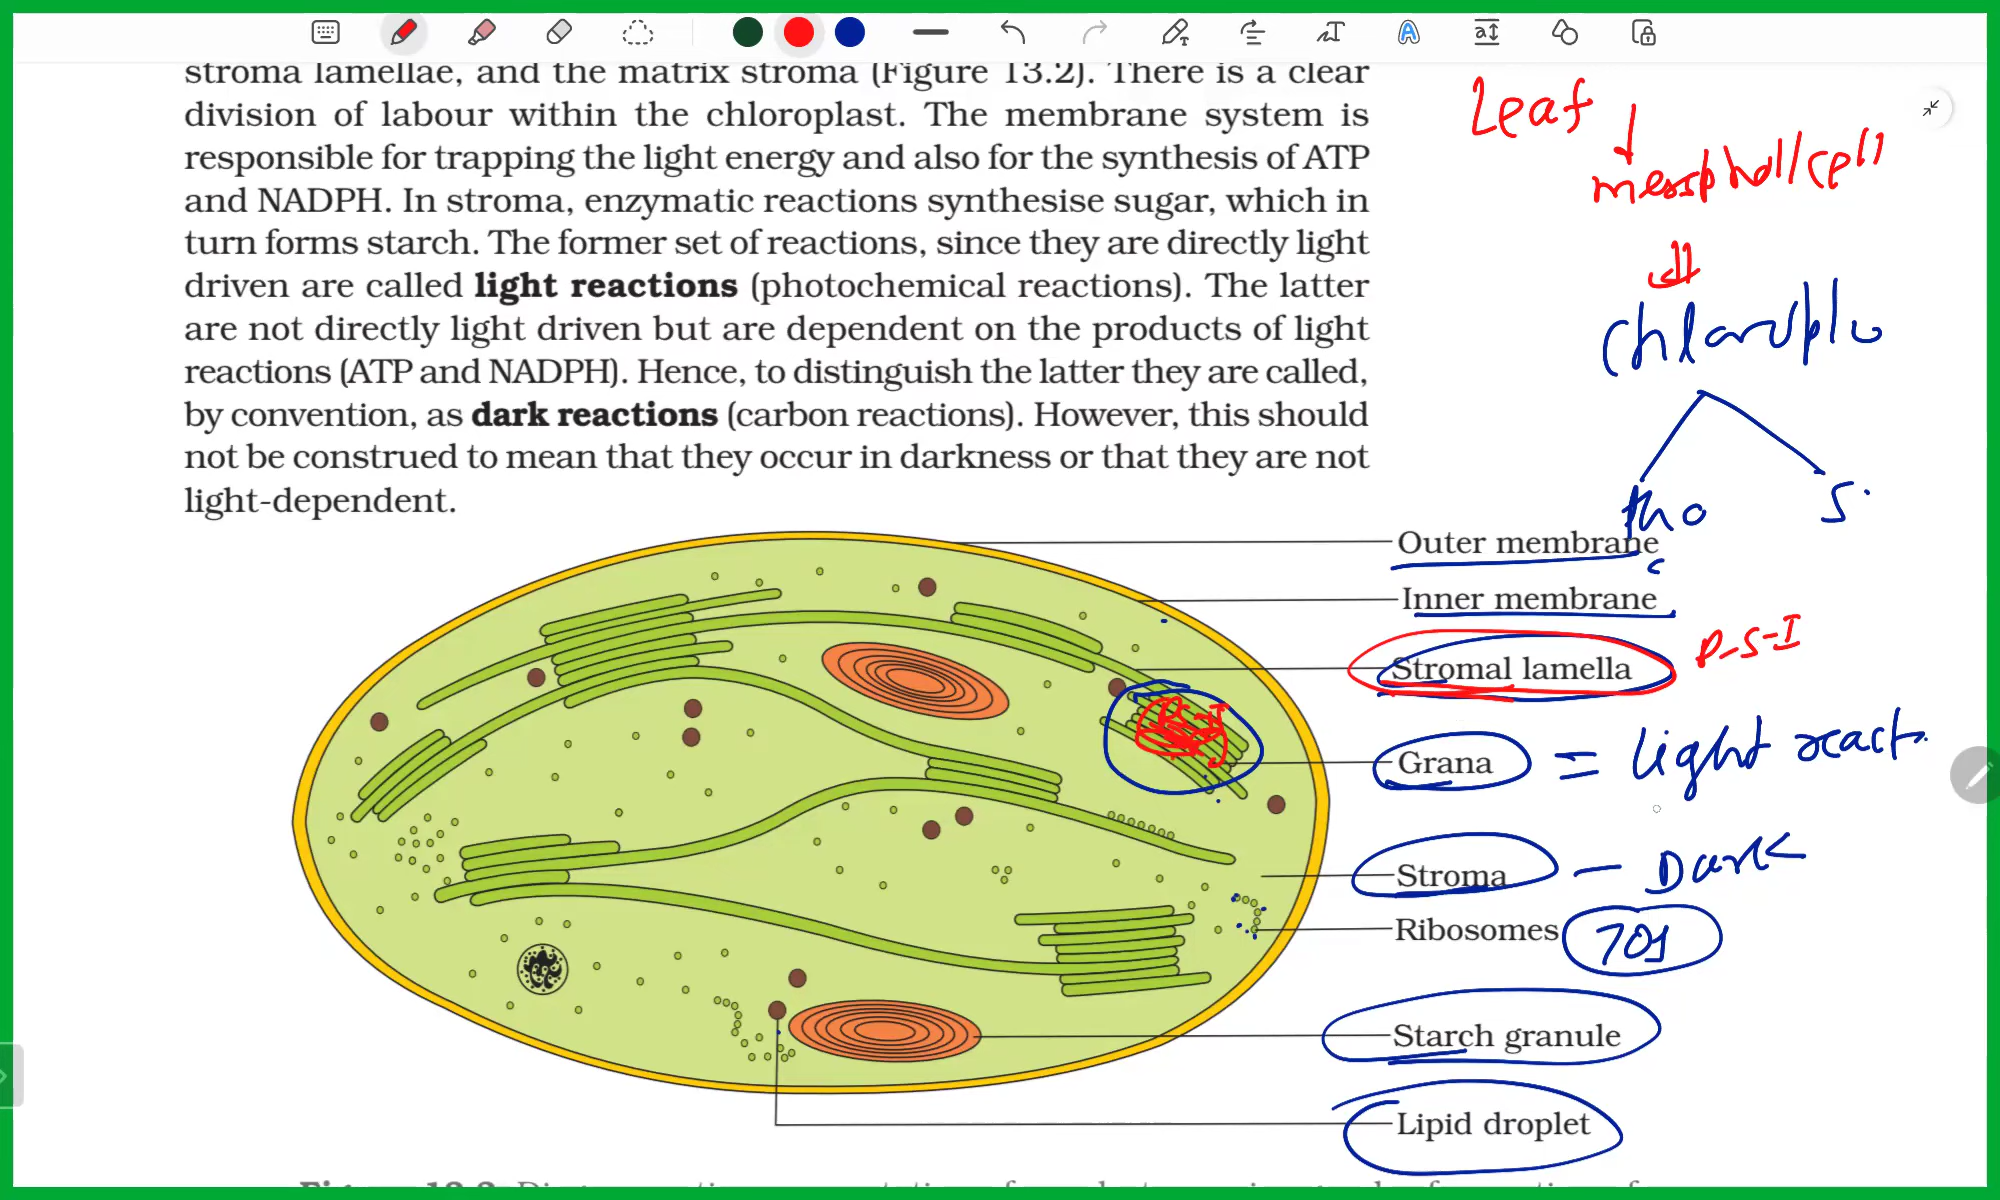 stroma lamellae, and the matrix stroma (Figure 13.2). There is a clear
division of labour within the chloroplast. The membrane system is
responsible for trapping the light energy and also for the synthesis of ATP
and NADPH. In stroma, enzymatic reactions synthesise sugar, which in
turn forms starch. The former set of reactions, since they are directly light
driven are called light reactions (photochemical reactions). The latter
are not directly light driven but are dependent on the products of light
reactions (ATP and NADPH). Hence, to distinguish the latter they are called,
by convention, as dark reactions (carbon reactions). However, this should
not be construed to mean that they occur in darkness or that they are not
light-dependent.
Leaf
cell
S.
Outer membrane
Inner membrane
Stromal lamella P-S-I
Grana = Light react.
Stroma - Dark
Ribosomes 70s
Starch granule
Lipid droplet